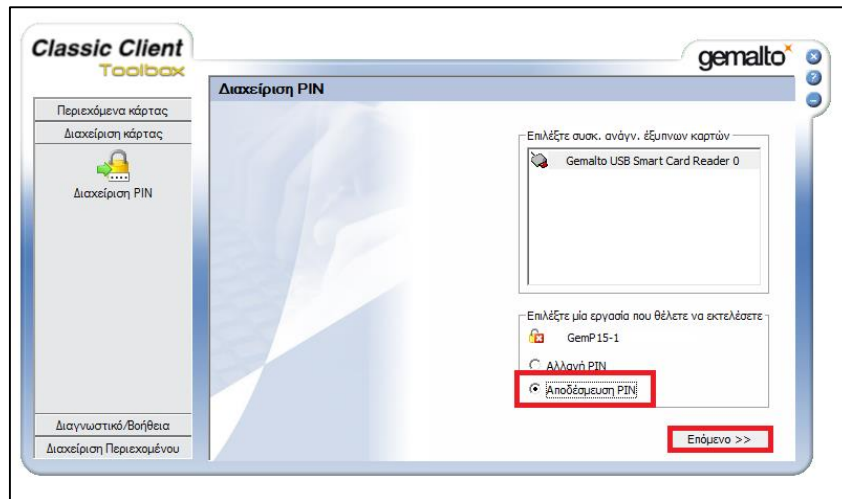 Classic Client
Toolbox
gemalto
Διαχείριση PIN
Περιεχόμενα κάρτας
Διαχείριση κάρτας
Διαχείριση PIN
Διαγνωστικό/Βοήθεια
Διαχείριση Περιεχομένου
Επιλέξτε συσκ. ανάγν. έξυπνων καρτών
Gemalto USB Smart Card Reader 0
Επιλέξτε μία εργασία που θέλετε να εκτελέσετε
GemP15-1
Αλλαγή PIN
Αποδέσμευση PIN
Επόμενο >>